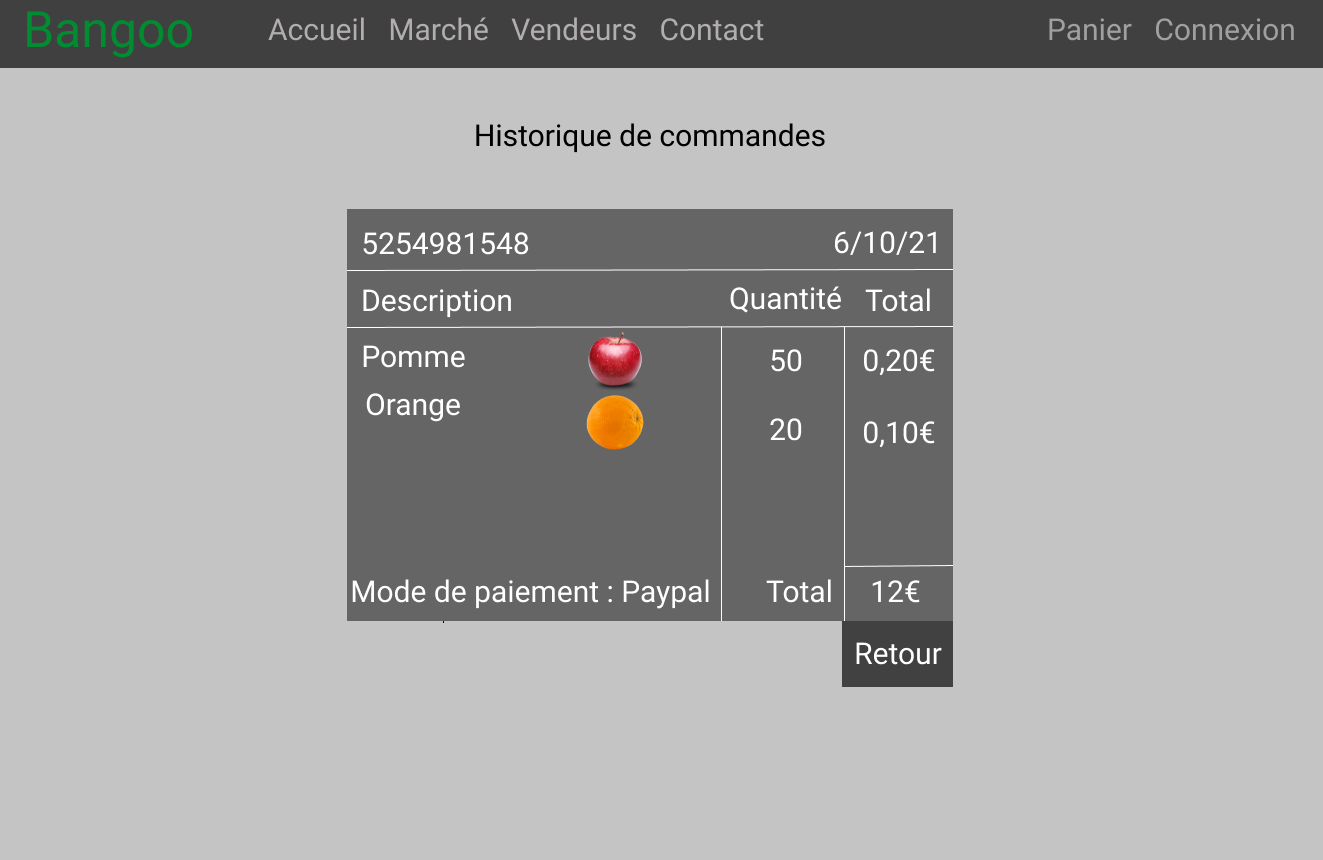 Bangoo Accueil Marché Vendeurs Contact Panier Connexion
Historique de commandes
5254981548 6/10/21
Description Quantité Total
Pomme 50 0,20€
Orange 20 0,10€
Mode de paiement : Paypal Total 12€
Retour